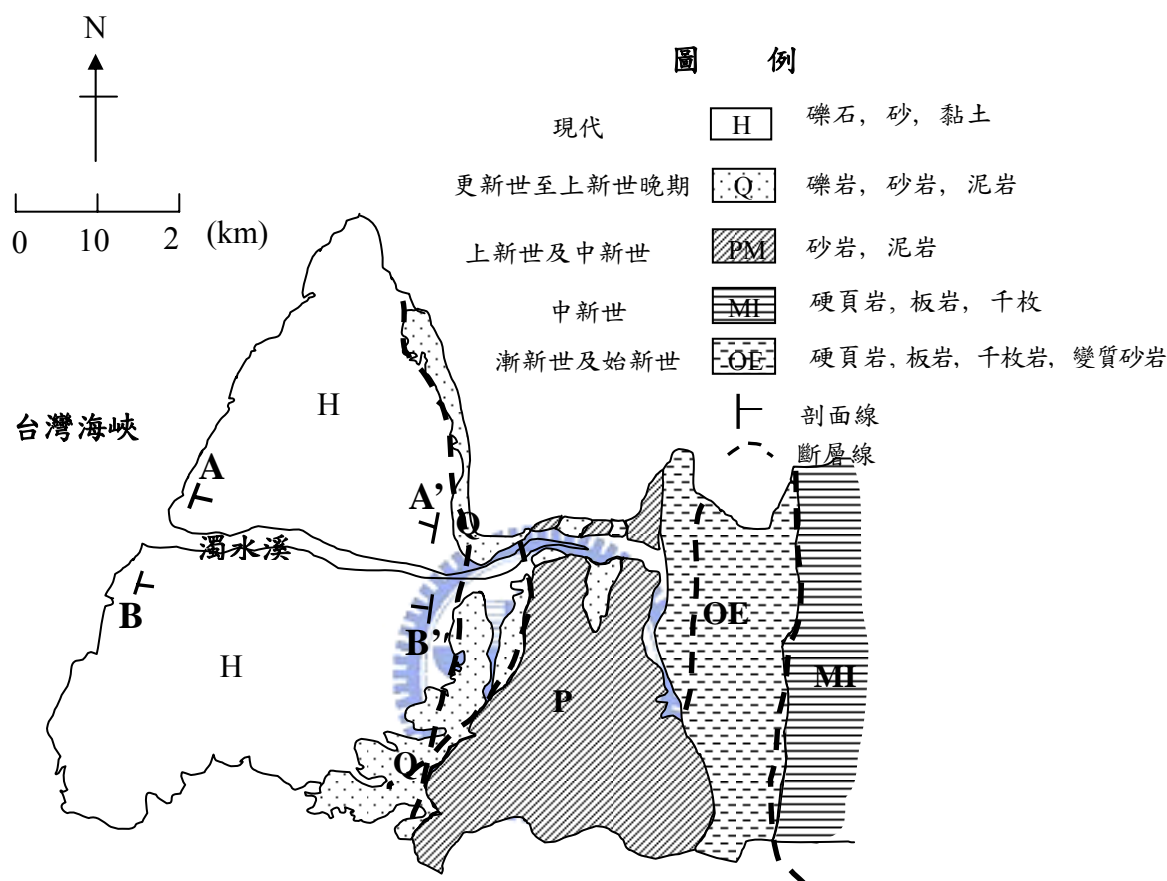 N
0 10 2 (km)
圖 例
現代 H 礫石, 砂, 黏土
更新世至上新世晚期 Q 礫岩, 砂岩, 泥岩
上新世及中新世 PM 砂岩, 泥岩
中新世 MI 硬頁岩, 板岩, 千枚
漸新世及始新世 OE 硬頁岩, 板岩, 千枚岩, 變質砂岩
剖面線
斷層線
台灣海峽
H
A
A’
Q
濁水溪
B
B’
H
OE
MI
P
Q